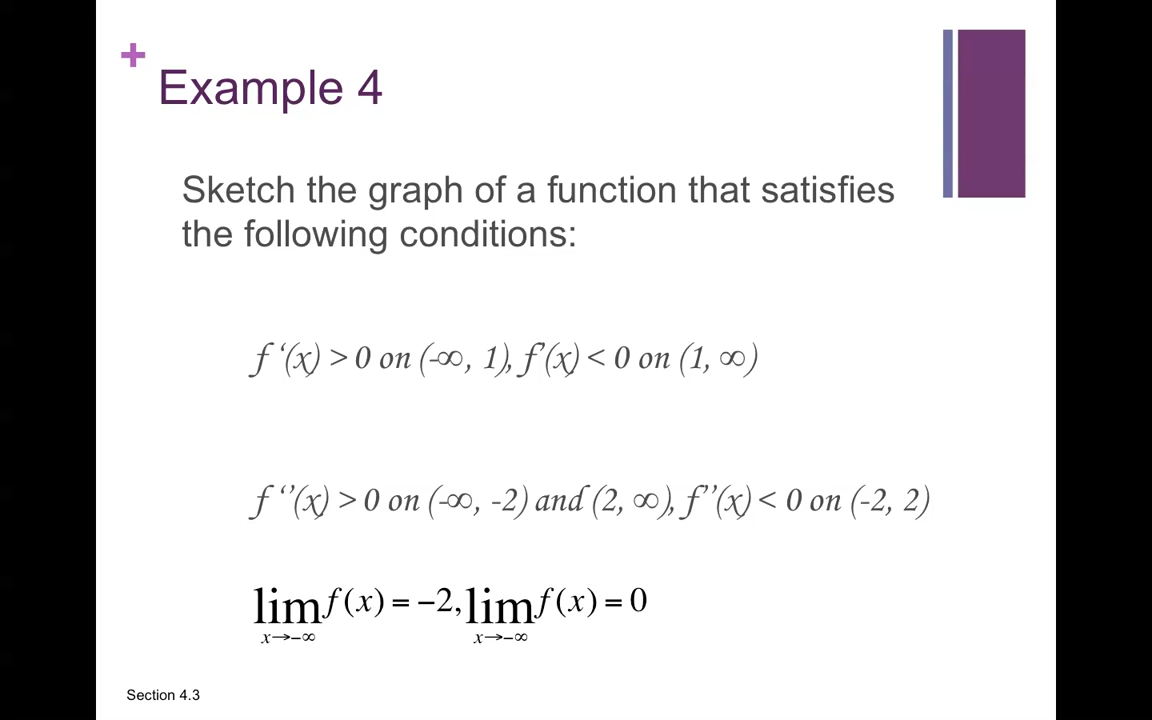 +
Example 4
Sketch the graph of a function that satisfies
the following conditions:
f ‘(x) > 0 on (-∞, 1), f’(x) < 0 on (1, ∞)
f ‘’(x) > 0 on (-∞, -2) and (2, ∞), f’’(x) < 0 on (-2, 2)
lim f(x) = −2, lim f(x) = 0
x→−∞ x→−∞
Section 4.3